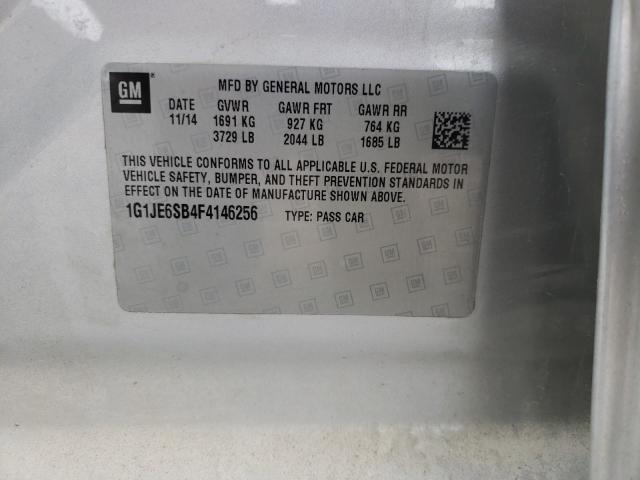 GM
MFD BY GENERAL MOTORS LLC
DATE GVWR GAWR FRT GAWR RR
11/14 1691 KG 927 KG 764 KG
3729 LB 2044 LB 1685 LB
THIS VEHICLE CONFORMS TO ALL APPLICABLE U.S. FEDERAL MOTOR
VEHICLE SAFETY, BUMPER, AND THEFT PREVENTION STANDARDS IN
EFFECT ON THE DATE OF MANUFACTURE SHOWN ABOVE.
1G1JE6SB4F4146256 TYPE: PASS CAR